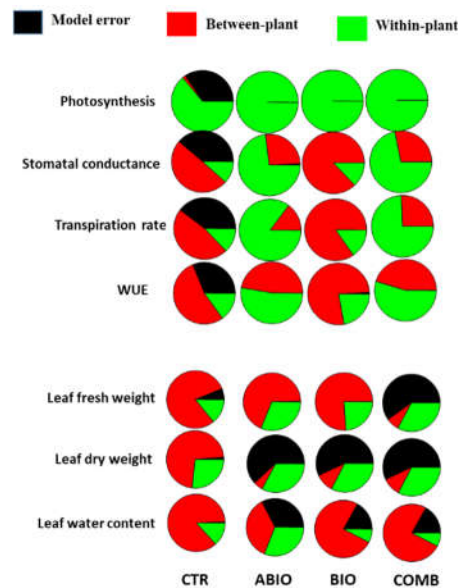 Model error Between-plant Within-plant
Photosynthesis
Stomatal conductance
Transpiration rate
WUE
Leaf fresh weight
Leaf dry weight
Leaf water content
CTR ABIO BIO COMB